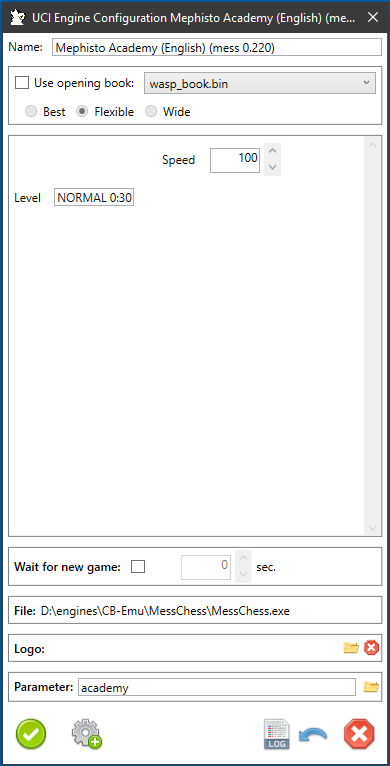 UCI Engine Configuration Mephisto Academy (English) (me...
Name: Mephisto Academy (English) (mess 0.220)
Use opening book: wasp_book.bin
Best Flexible Wide
Speed 100
Level NORMAL 0:30
Wait for new game: 0 sec.
File: D:\engines\CB-Emu\MessChess\MessChess.exe
Logo:
Parameter: academy
LOG